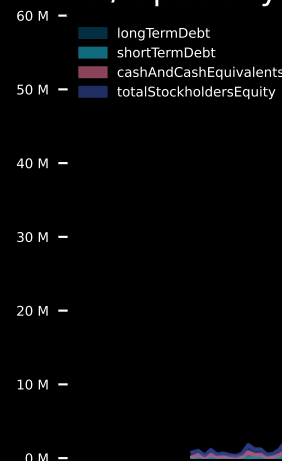 60 M
longTermDebt
shortTermDebt
cashAndCashEquivalents
50 M
totalStockholdersEquity
40 M
30 M
20 M
10 M
0 M